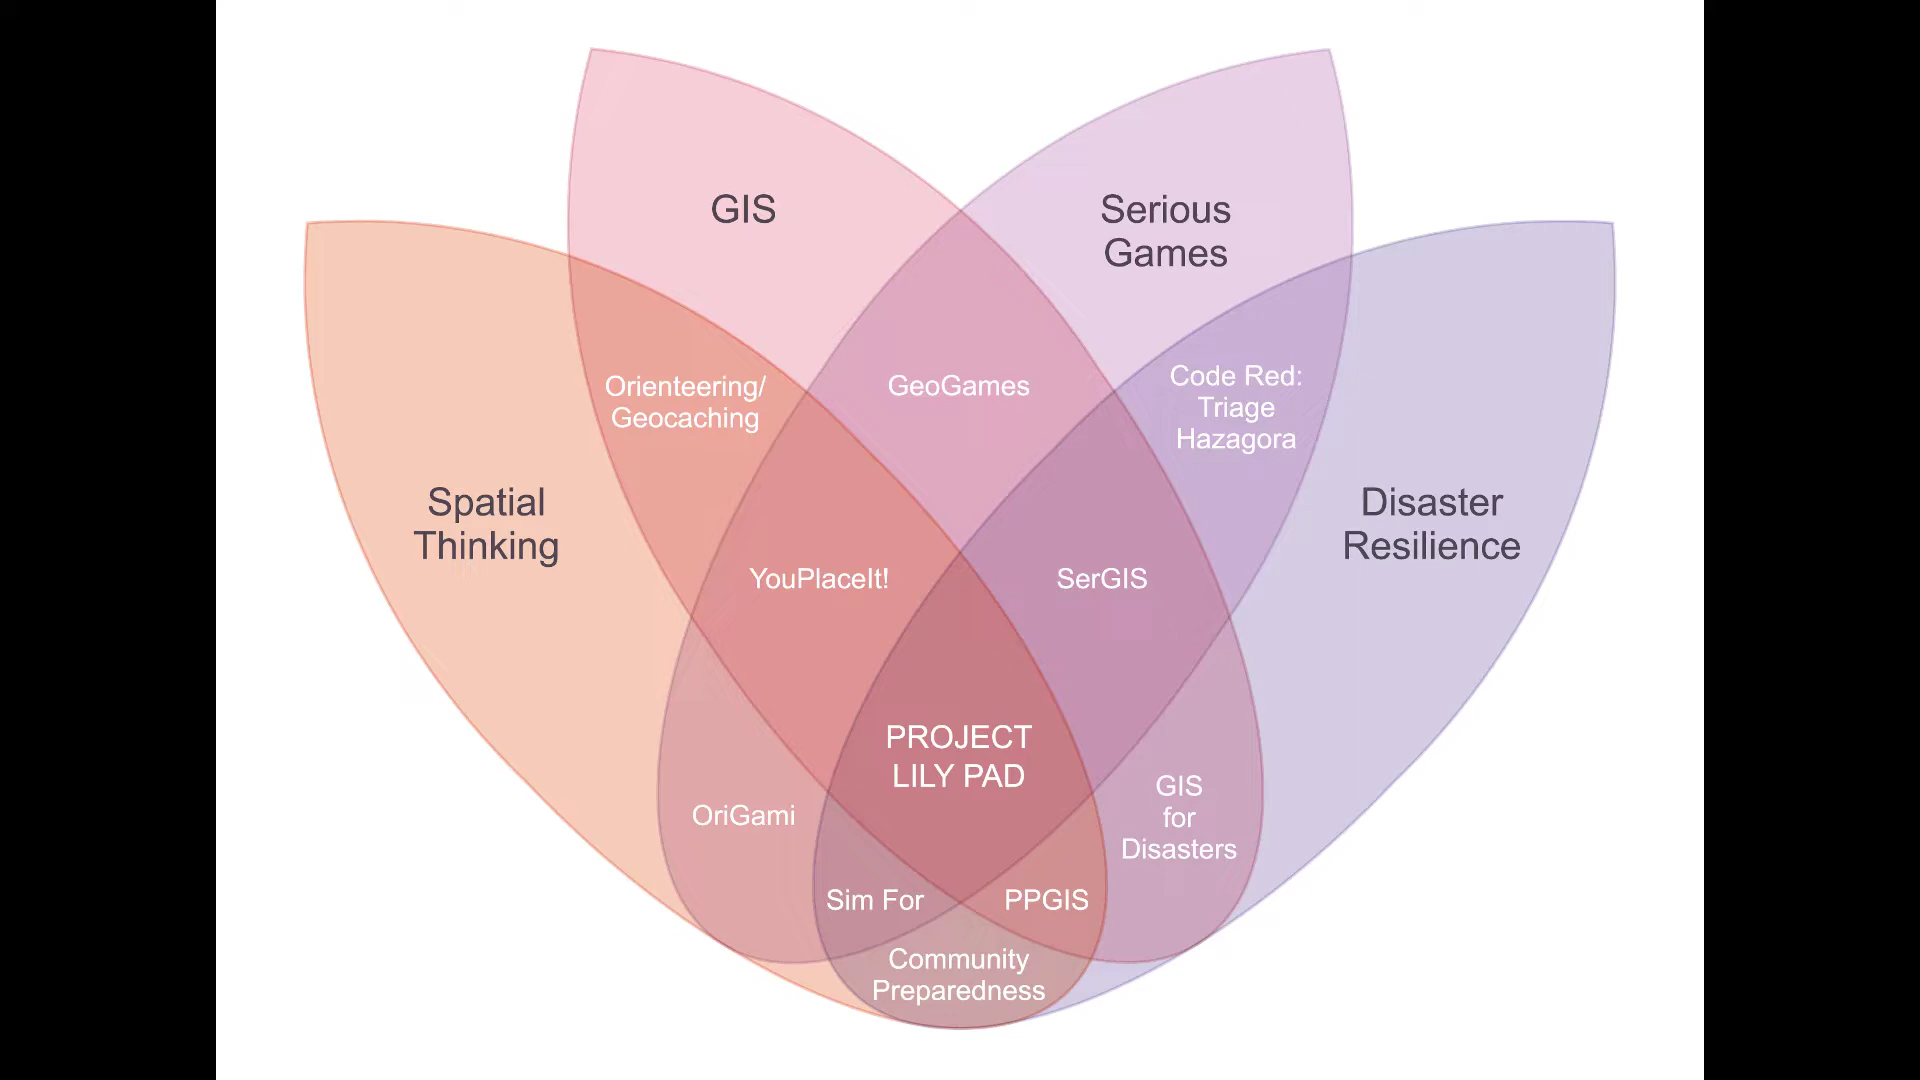 GIS
Serious
Games
Orienteering/
Geocaching
GeoGames
Code Red:
Triage
Hazagora
Spatial
Thinking
Disaster
Resilience
YouPlaceIt!
SerGIS
PROJECT
LILY PAD
OriGami
GIS
for
Disasters
Sim For
PPGIS
Community
Preparedness